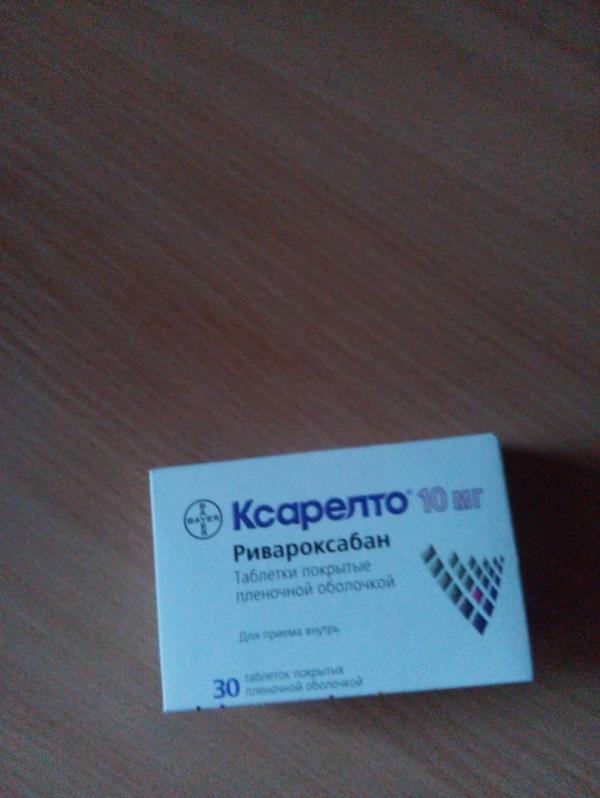 BAYER
Ксарелто® 10 мг
Ривароксабан
Таблетки покрытые
пленочной оболочкой
Для приема внутрь
30 таблеток покрытых
пленочной оболочкой